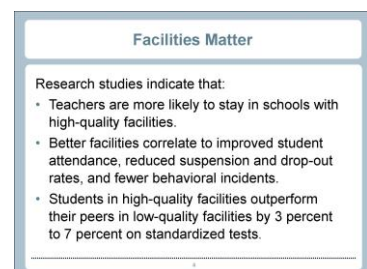 Facilities Matter
Research studies indicate that:
• Teachers are more likely to stay in schools with
high-quality facilities.
• Better facilities correlate to improved student
attendance, reduced suspension and drop-out
rates, and fewer behavioral incidents.
• Students in high-quality facilities outperform
their peers in low-quality facilities by 3 percent
to 7 percent on standardized tests.